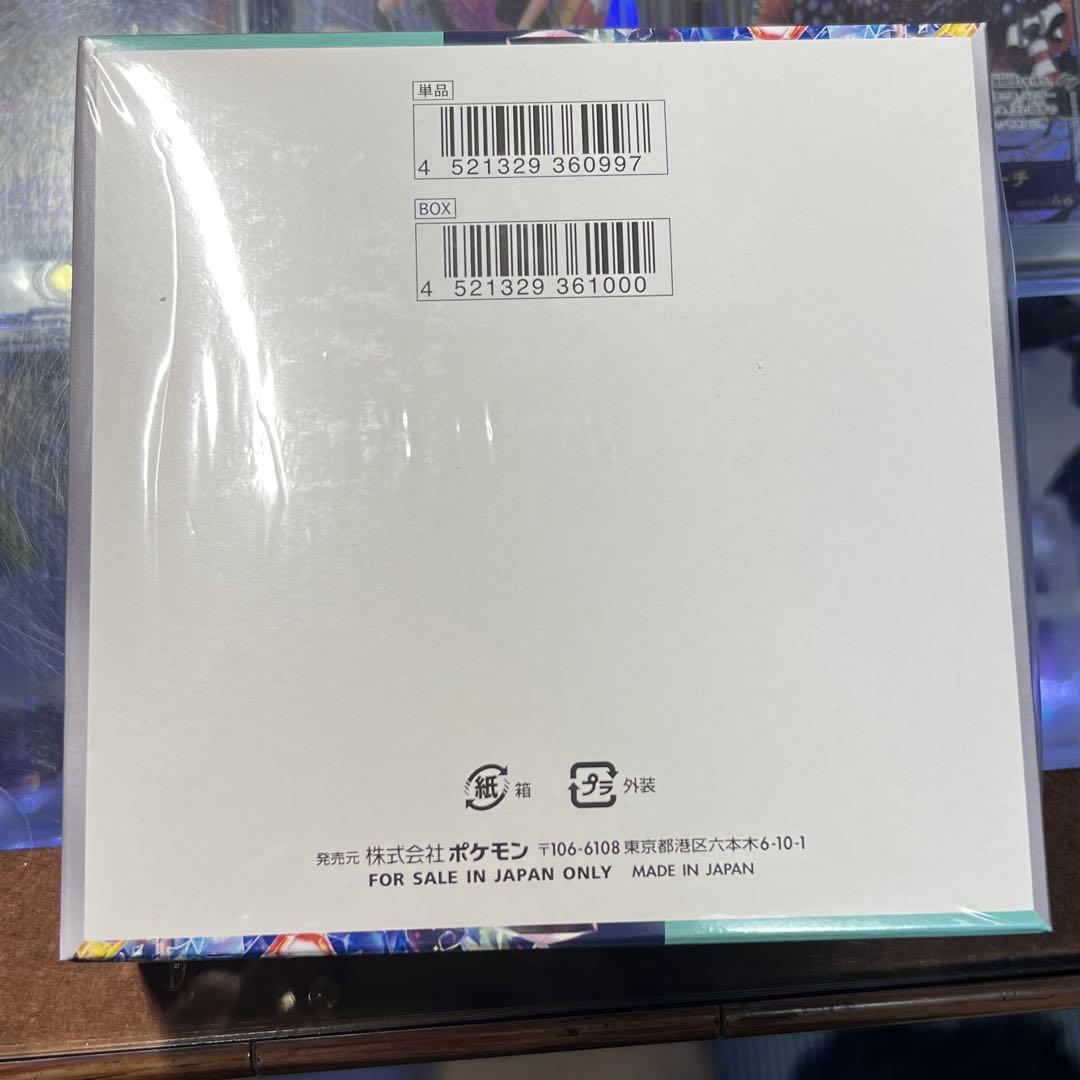 単品
4 521329 360997
BOX
4 521329 361000
紙 箱 プラ 外装
発売元 株式会社ポケモン 〒106-6108 東京都港区六本木6-10-1
FOR SALE IN JAPAN ONLY MADE IN JAPAN